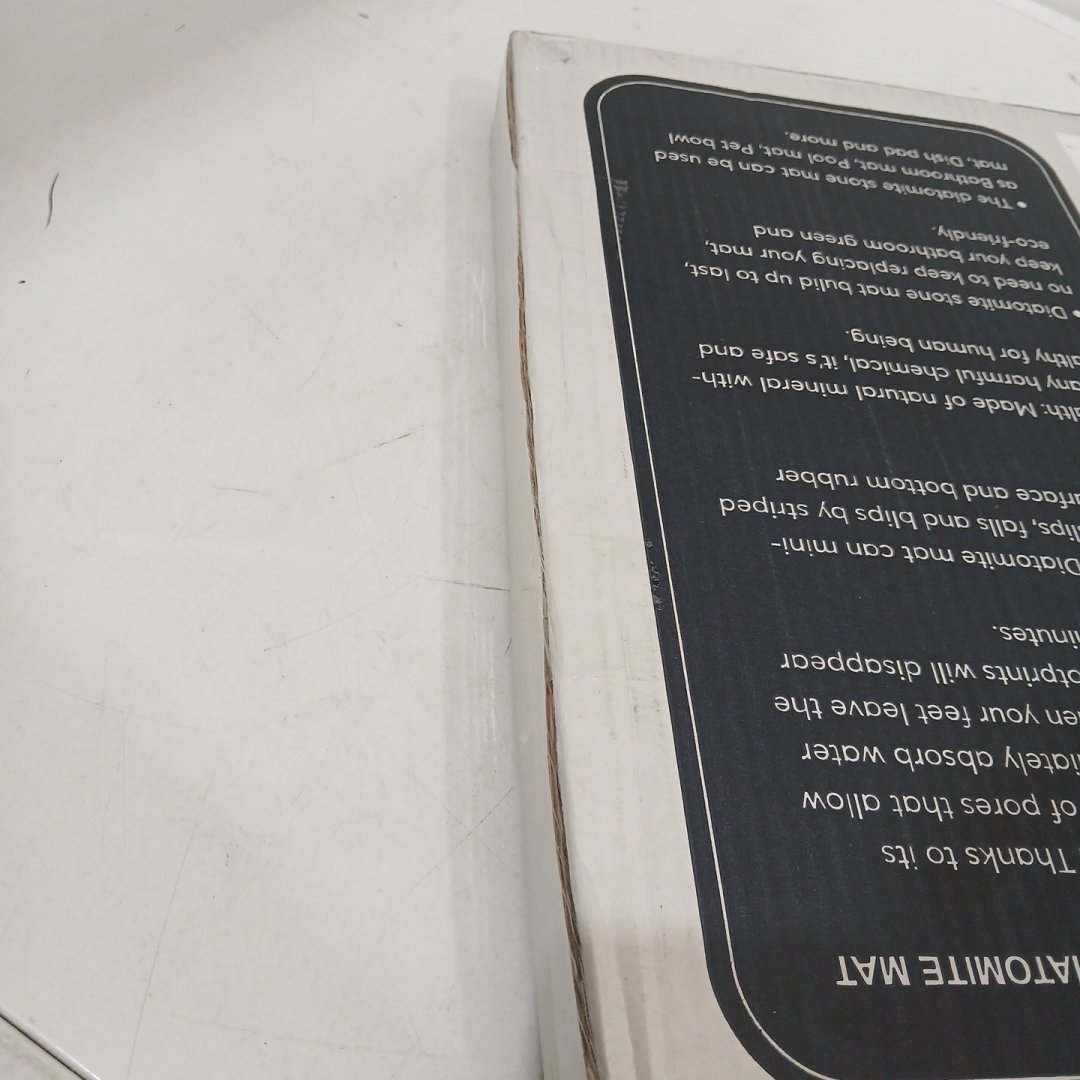 IATOMITE MAT
Thanks to its
of pores that allow
iately absorb water
en your feet leave the
otprints will disappear
inutes.
Diatomite mat can mini-
slips, falls and blips by striped
rface and bottom rubber
alth: Made of natural mineral with-
any harmful chemical, it's safe and
althy for human being.
• Diatomite stone mat bulid up to last,
no need to keep replacing your mat,
keep your bathroom green and
eco-friendly.
• The diatomite stone mat can be used
as Bathroom mat, Pool mat, Pet bowl
mat, Dish pad and more.